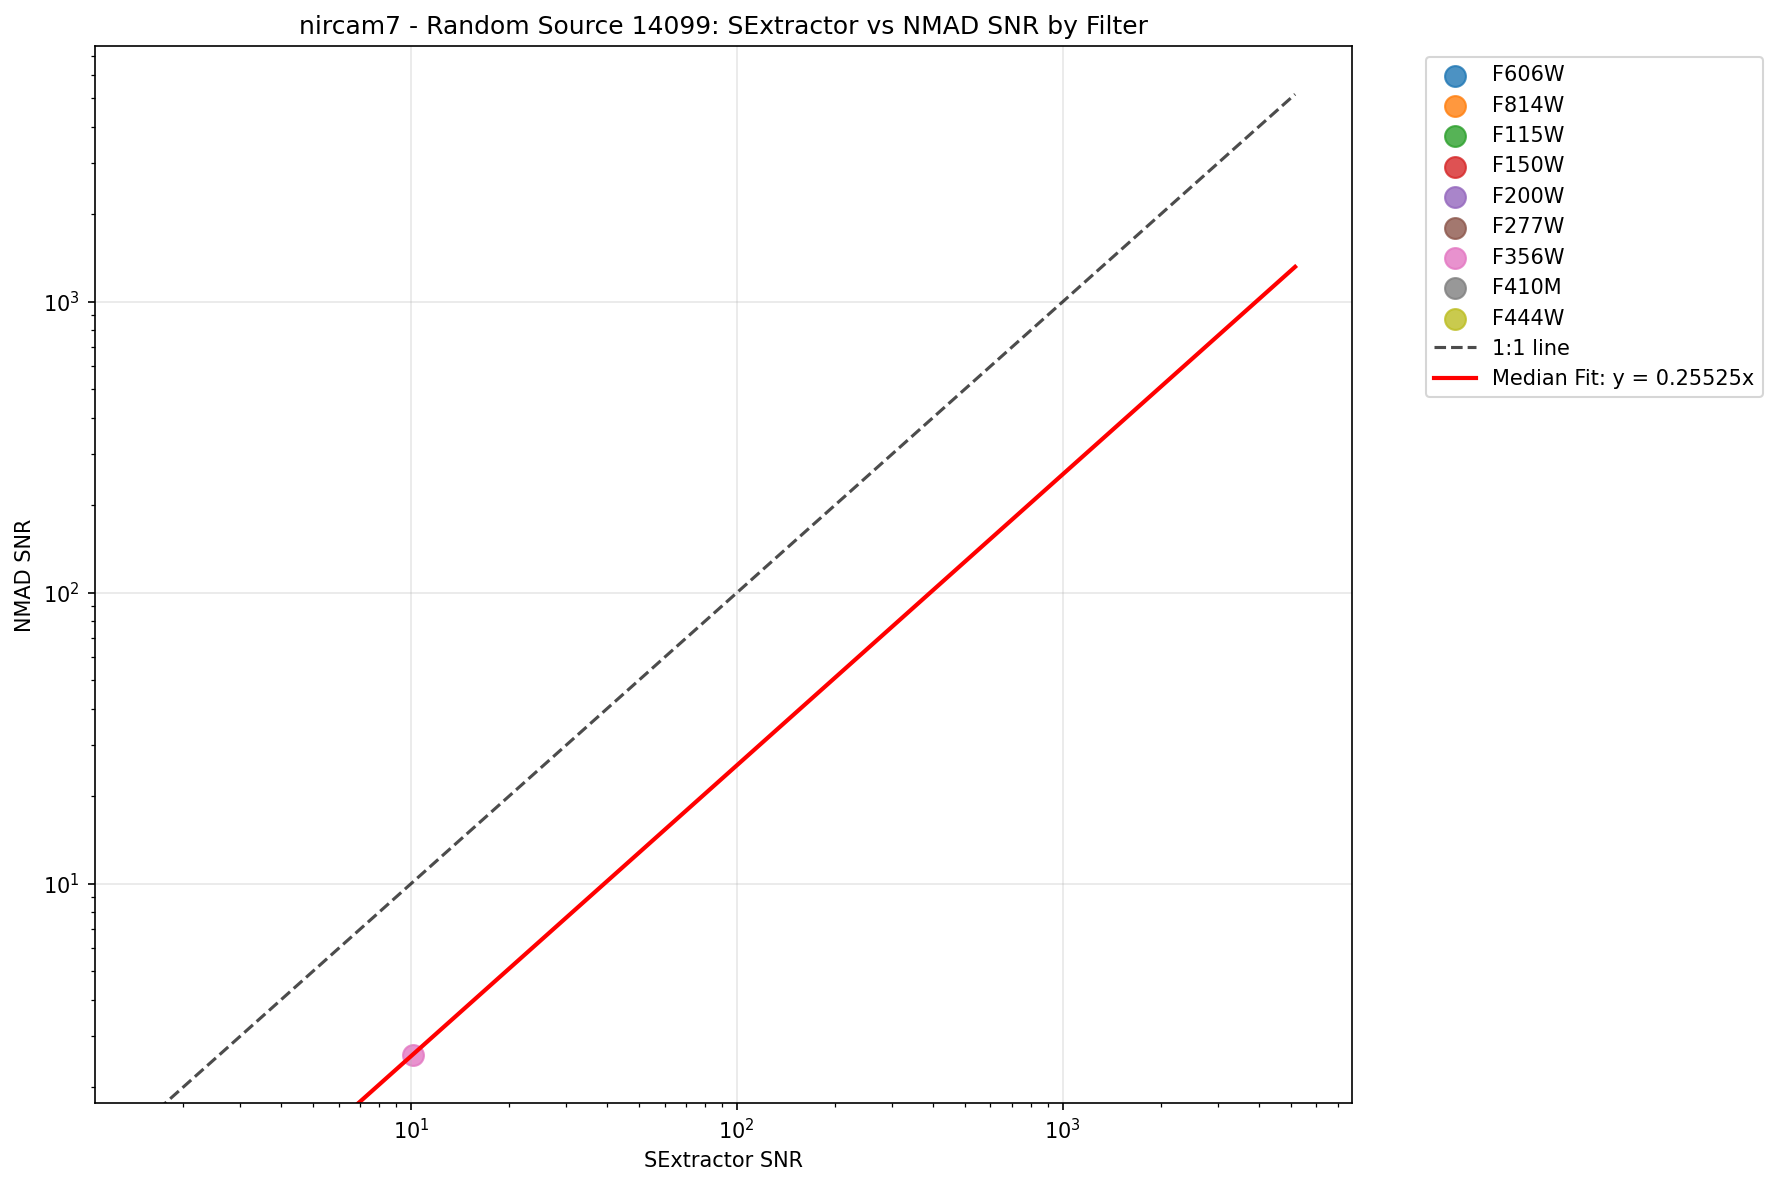 nircam7 - Random Source 14099: SExtractor vs NMAD SNR by Filter
F606W
F814W
F115W
F150W
F200W
F277W
F356W
F410M
F444W
1:1 line
Median Fit: y = 0.25525x
NMAD SNR
10³
10²
10¹
10¹
10²
10³
SExtractor SNR